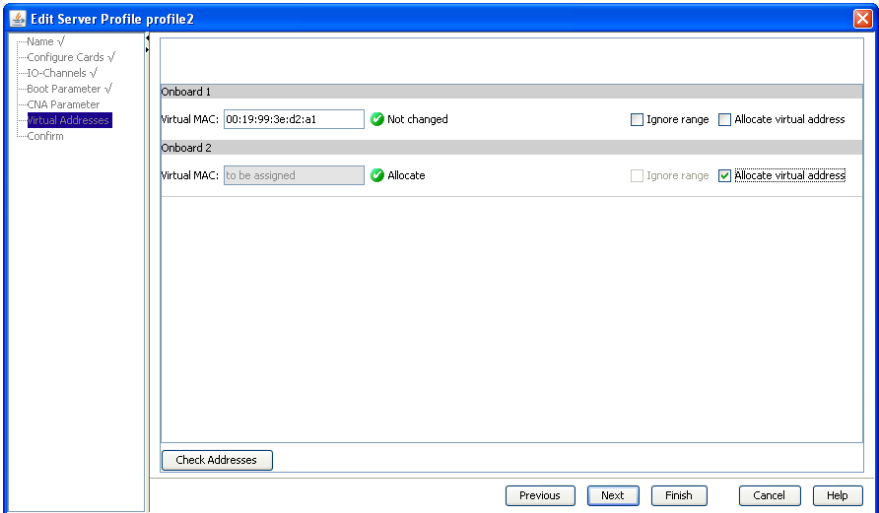 Edit Server Profile profile2
Name √
Configure Cards √
IO-Channels √
Boot Parameter √
CNA Parameter
Virtual Addresses
Confirm
Onboard 1
Virtual MAC: 00:19:99:3e:d2:a1 Not changed Ignore range Allocate virtual address
Onboard 2
Virtual MAC: to be assigned Allocate Ignore range Allocate virtual address
Check Addresses
Previous Next Finish Cancel Help